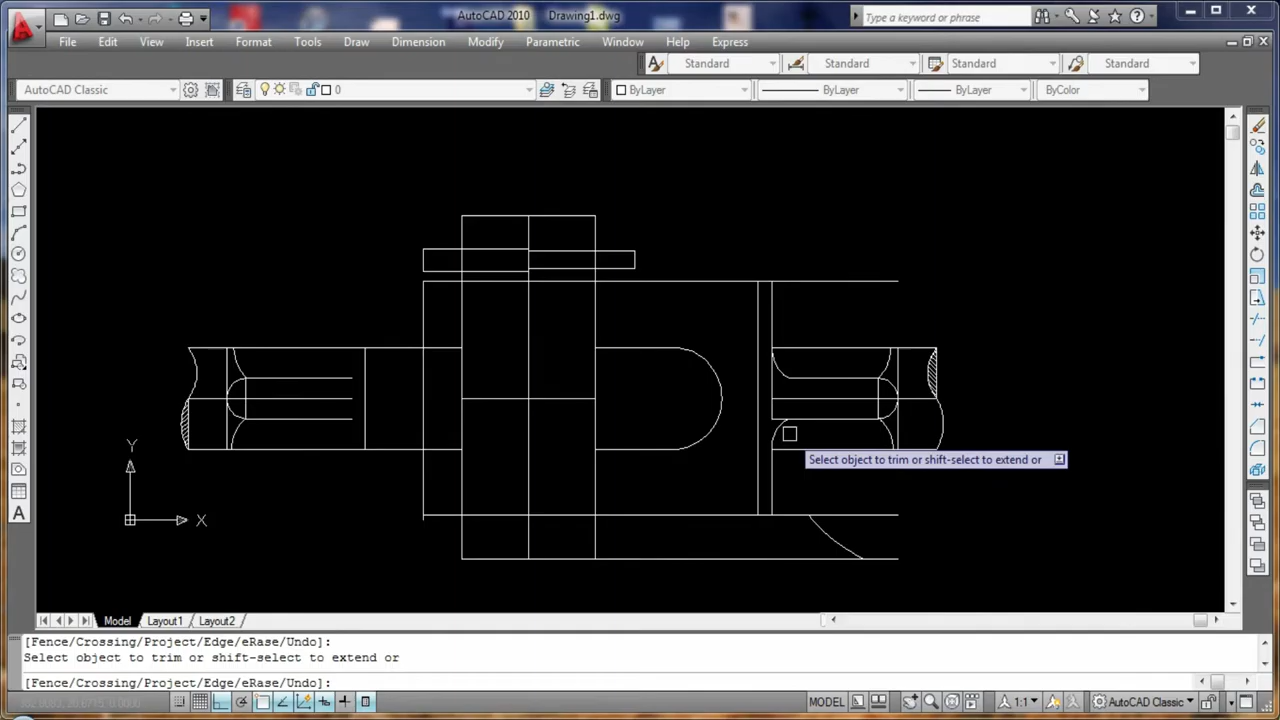 AutoCAD 2010 Drawing1.dwg
Type a keyword or phrase
File Edit View Insert Format Tools Draw Dimension Modify Parametric Window Help Express
Standard Standard Standard Standard
AutoCAD Classic 0 ByLayer ByLayer ByLayer ByColor
Y
X
Select object to trim or shift-select to extend or
A
Model Layout1 Layout2
[Fence/Crossing/Project/Edge/eRase/Undo]:
Select object to trim or shift-select to extend or
[Fence/Crossing/Project/Edge/eRase/Undo]:
MODEL 1:1 AutoCAD Classic